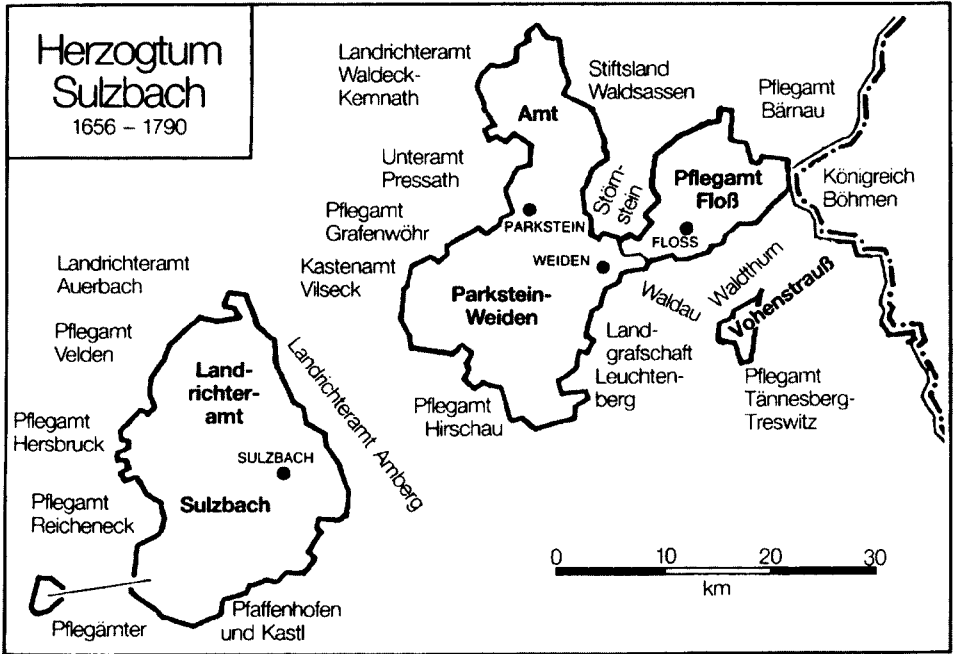 Herzogtum
Sulzbach
1656 – 1790
Landrichteramt
Waldeck-
Kemnath
Amt
Stiftsland
Waldsassen
Pflegamt
Bärnau
Unteramt
Pressath
Störn-
stein
Pflegamt
Floß
Königreich
Böhmen
Pflegamt
Grafenwöhr
PARKSTEIN
FLOSS
Landrichteramt
Auerbach
Kastenamt
Vilseck
WEIDEN
Parkstein-
Weiden
Waldau
Waldthurn
Vohenstrauß
Pflegamt
Velden
Land-
richter-
amt
Landrichteramt Amberg
Land-
grafschaft
Leuchten-
berg
Pflegamt
Tännesberg-
Treswitz
Pflegamt
Hirschau
Pflegamt
Hersbruck
SULZBACH
Sulzbach
Pflegamt
Reicheneck
0 10 20 30
km
Pflegämter
Pfaffenhofen
und Kastl